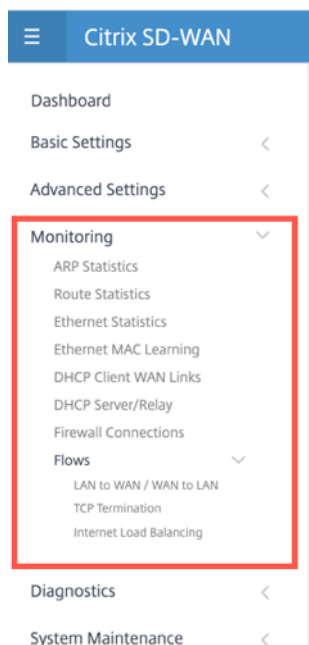 Citrix SD-WAN
Dashboard
Basic Settings
Advanced Settings
Monitoring
ARP Statistics
Route Statistics
Ethernet Statistics
Ethernet MAC Learning
DHCP Client WAN Links
DHCP Server/Relay
Firewall Connections
Flows
LAN to WAN / WAN to LAN
TCP Termination
Internet Load Balancing
Diagnostics
System Maintenance